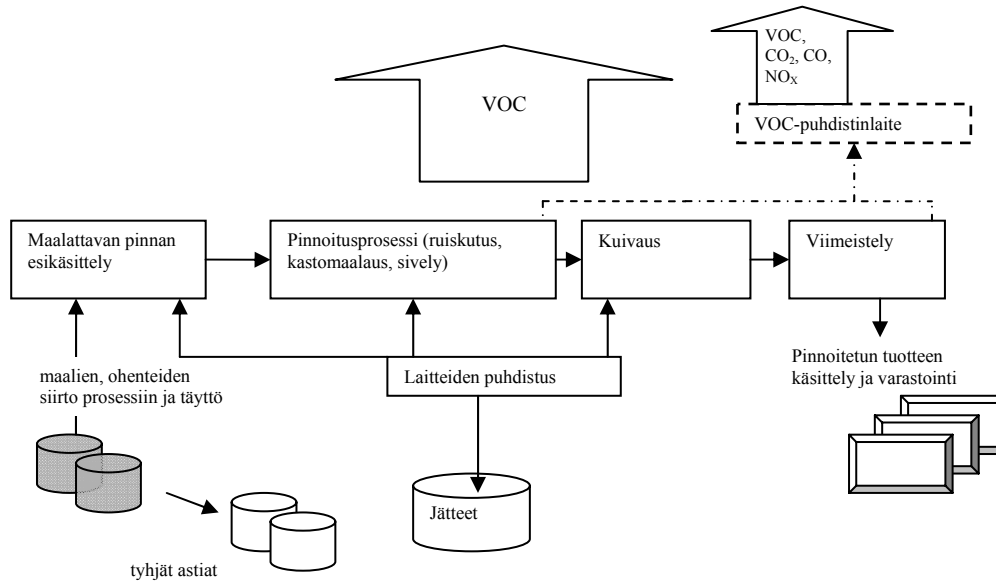 VOC,
CO₂, CO,
NOX
VOC
VOC-puhdistinlaite
Maalattavan pinnan
esikäsittely
Pinnoitusprosessi (ruiskutus,
kastomaalaus, sively)
Kuivaus
Viimeistely
maalien, ohenteiden
siirto prosessiin ja täyttö
Laitteiden puhdistus
Pinnoitetun tuotteen
käsittely ja varastointi
Jätteet
tyhjät astiat